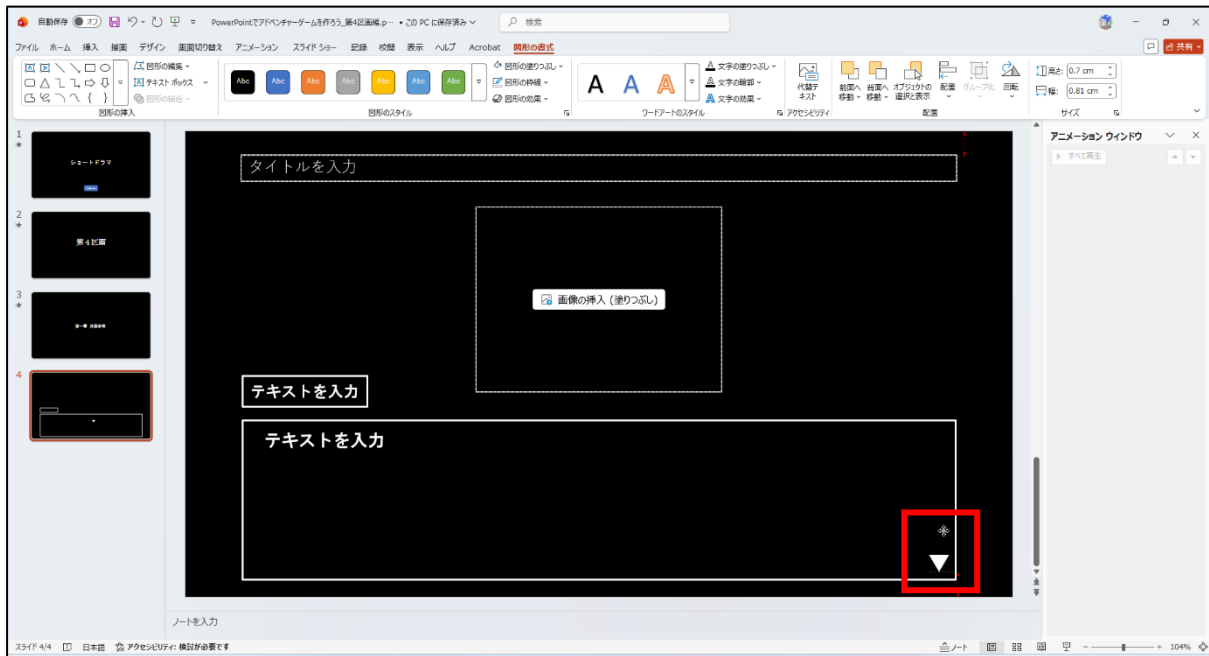 自動保存 オフ PowerPointでアドベンチャーゲームを作ろう_第4区画編.p… • この PC に保存済み 検索
ファイル ホーム 挿入 描画 デザイン 画面切り替え アニメーション スライド ショー 記録 校閲 表示 ヘルプ Acrobat 図形の書式 共有
図形の編集
テキスト ボックス
図形の結合
図形の挿入
Abc Abc Abc Abc Abc Abc Abc
図形の塗りつぶし
図形の枠線
図形の効果
図形のスタイル
A A A
文字の塗りつぶし
文字の輪郭
文字の効果
ワードアートのスタイル
代替テキスト
アクセシビリティ
前面へ移動 背面へ移動 オブジェクトの選択と表示 配置 グループ化 回転
配置
高さ: 0.7 cm
幅: 0.81 cm
サイズ
1
ショートドラマ
2
第4区画
3
4
タイトルを入力
画像の挿入 (塗りつぶし)
テキストを入力
テキストを入力
アニメーション ウィンドウ
すべて再生
ノートを入力
スライド 4/4 日本語 アクセシビリティ: 検討が必要です ノート 104%